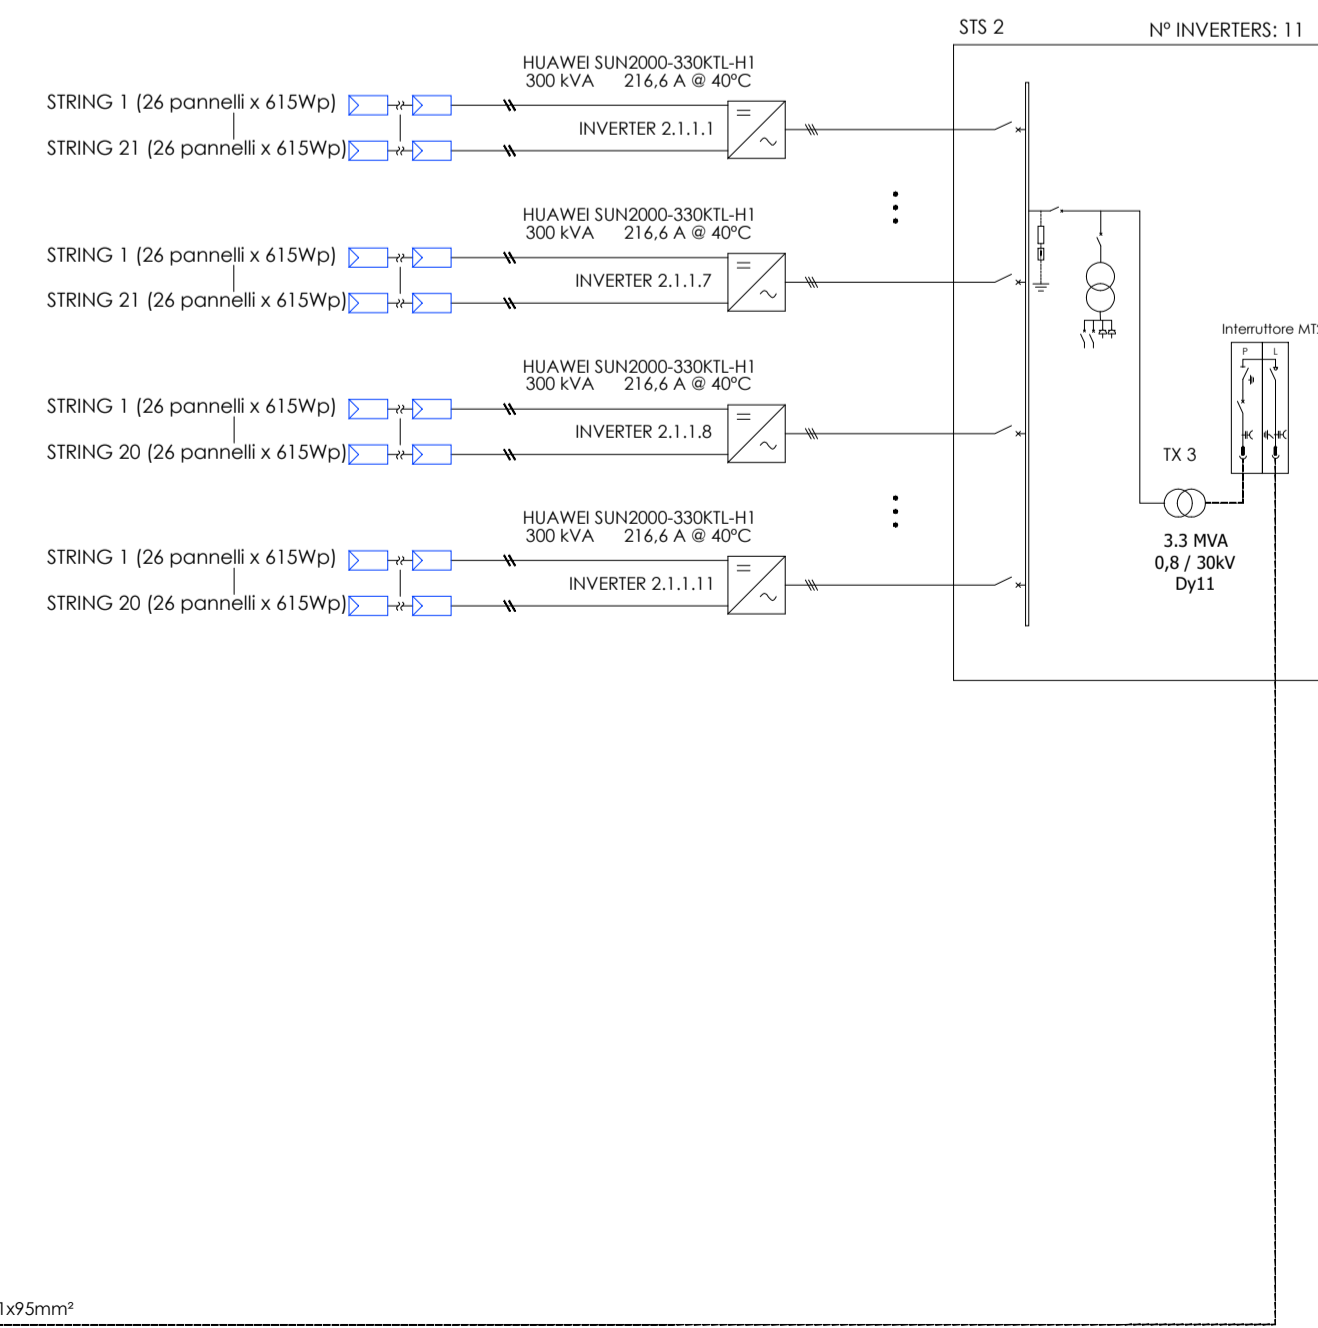 STS 2
Nº INVERTERS: 11
HUAWEI SUN2000-330KTL-H1
300 kVA 216,6 A @ 40ºC
STRING 1 (26 pannelli x 615Wp)
INVERTER 2.1.1.1
STRING 21 (26 pannelli x 615Wp)
HUAWEI SUN2000-330KTL-H1
300 kVA 216,6 A @ 40ºC
STRING 1 (26 pannelli x 615Wp)
INVERTER 2.1.1.7
STRING 21 (26 pannelli x 615Wp)
Interruttore MT
P L
HUAWEI SUN2000-330KTL-H1
300 kVA 216,6 A @ 40ºC
STRING 1 (26 pannelli x 615Wp)
INVERTER 2.1.1.8
STRING 20 (26 pannelli x 615Wp)
TX 3
3.3 MVA
0,8 / 30kV
Dy11
HUAWEI SUN2000-330KTL-H1
300 kVA 216,6 A @ 40ºC
STRING 1 (26 pannelli x 615Wp)
INVERTER 2.1.1.11
STRING 20 (26 pannelli x 615Wp)
1x95mm²